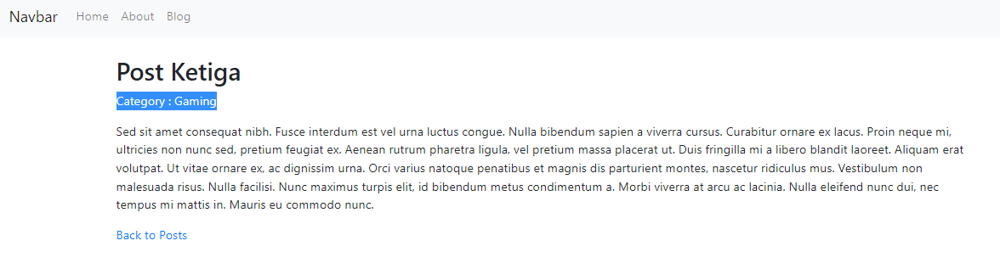 Navbar Home About Blog
Post Ketiga
Category : Gaming
Sed sit amet consequat nibh. Fusce interdum est vel urna luctus congue. Nulla bibendum sapien a viverra cursus. Curabitur ornare ex lacus. Proin neque mi,
ultricies non nunc sed, pretium feugiat ex. Aenean rutrum pharetra ligula, vel pretium massa placerat ut. Duis fringilla mi a libero blandit laoreet. Aliquam erat
volutpat. Ut vitae ornare ex, ac dignissim urna. Orci varius natoque penatibus et magnis dis parturient montes, nascetur ridiculus mus. Vestibulum non
malesuada risus. Nulla facilisi. Nunc maximus turpis elit, id bibendum metus condimentum a. Morbi viverra at arcu ac lacinia. Nulla eleifend nunc dui, nec
tempus mi mattis in. Mauris eu commodo nunc.
Back to Posts